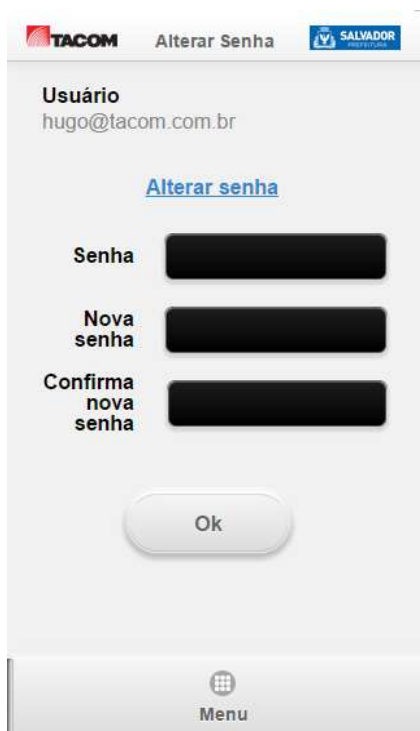 TACOM Alterar Senha SALVADOR
PREFEITURA
Usuário
hugo@tacom.com.br
Alterar senha
Senha
Nova
senha
Confirma
nova
senha
Ok
Menu